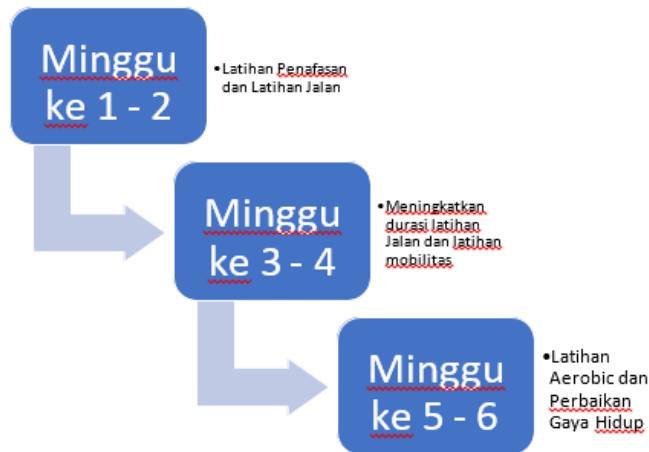 Minggu
ke 1 - 2
•Latihan Penafasan
dan Latihan Jalan
Minggu
ke 3 - 4
•Meningkatkan
durasi latihan
Jalan dan latihan
mobilitas
Minggu
ke 5 - 6
•Latihan
Aerobic dan
Perbaikan
Gaya Hidup